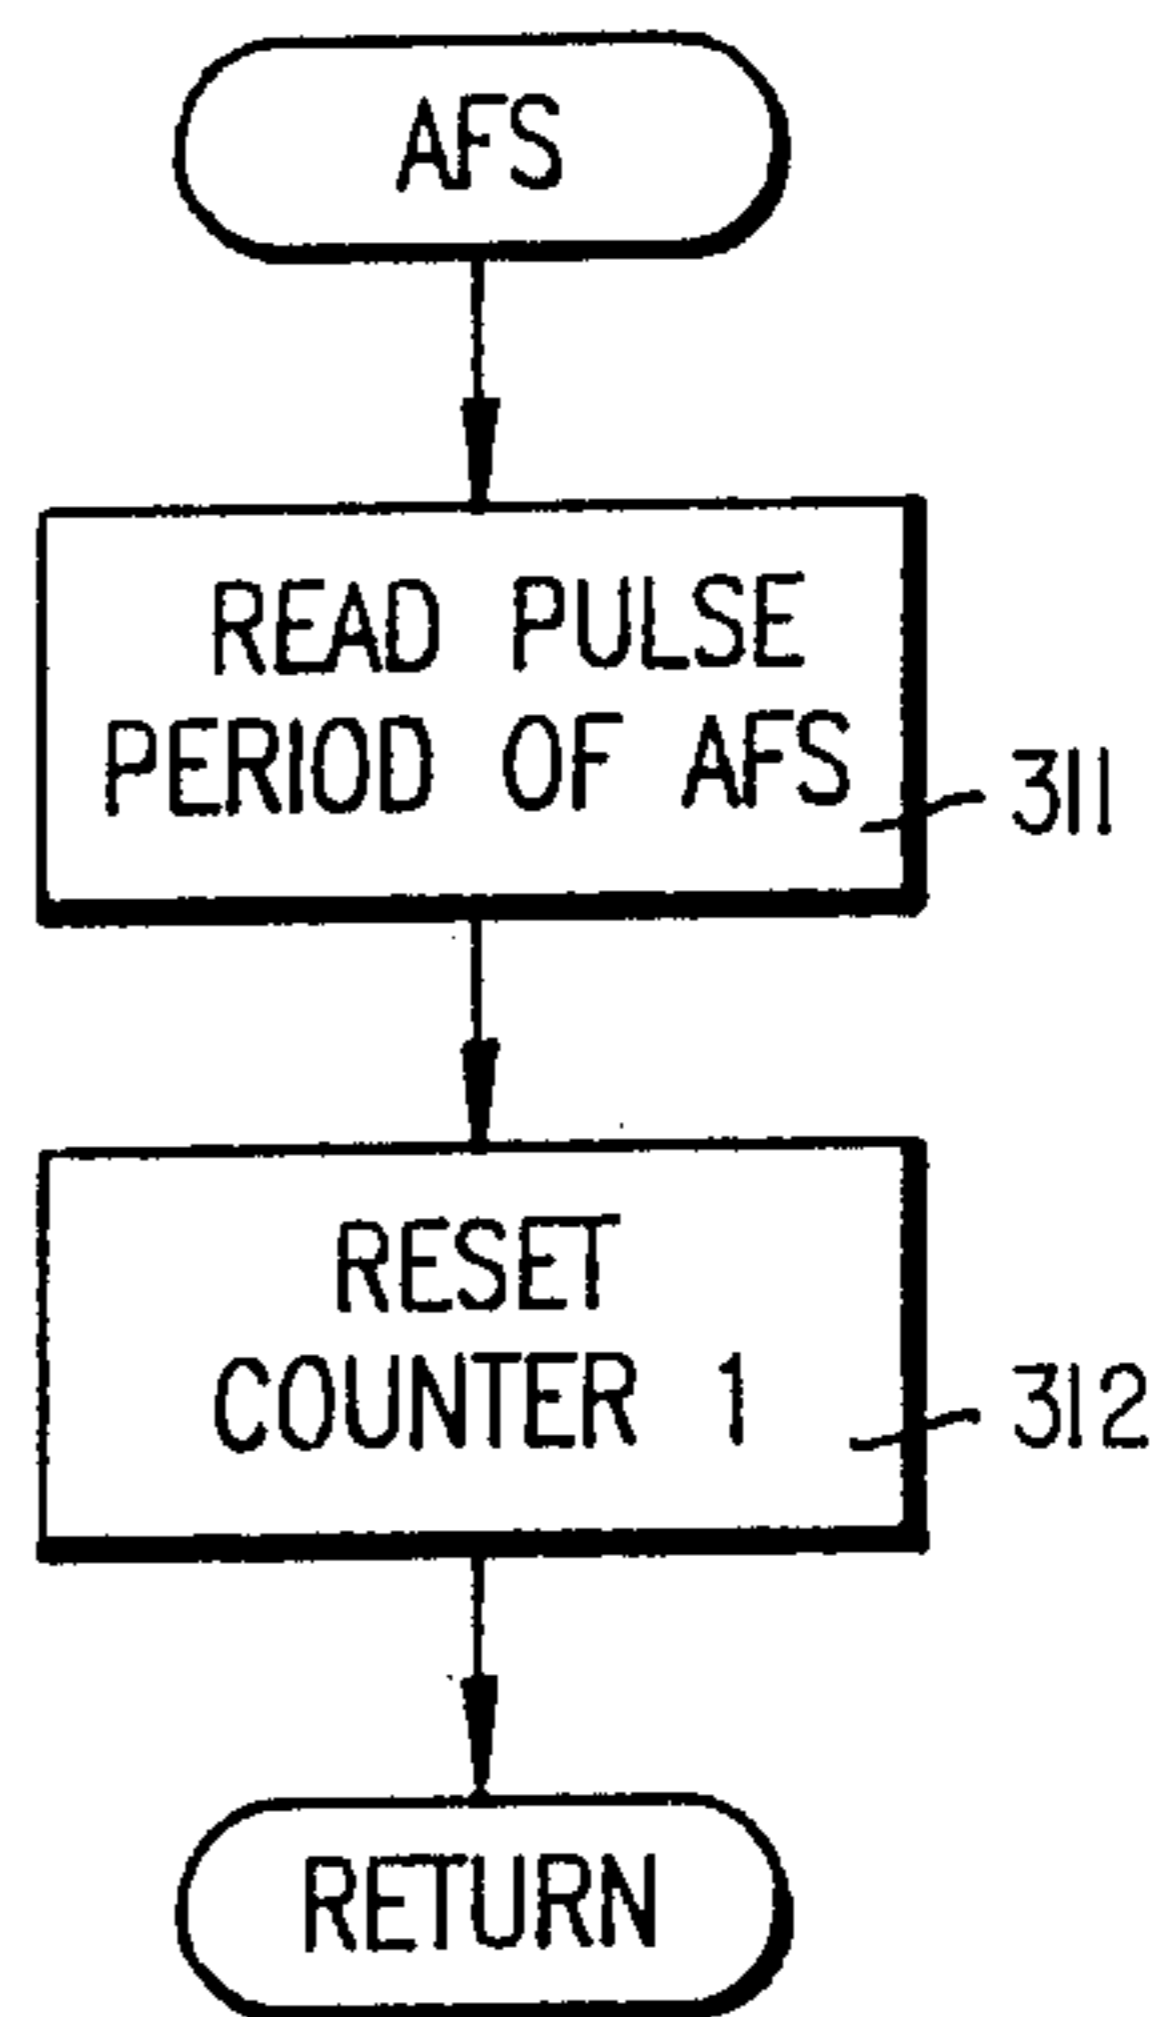 AFS
READ PULSE
PERIOD OF AFS
311
RESET
COUNTER 1
312
RETURN